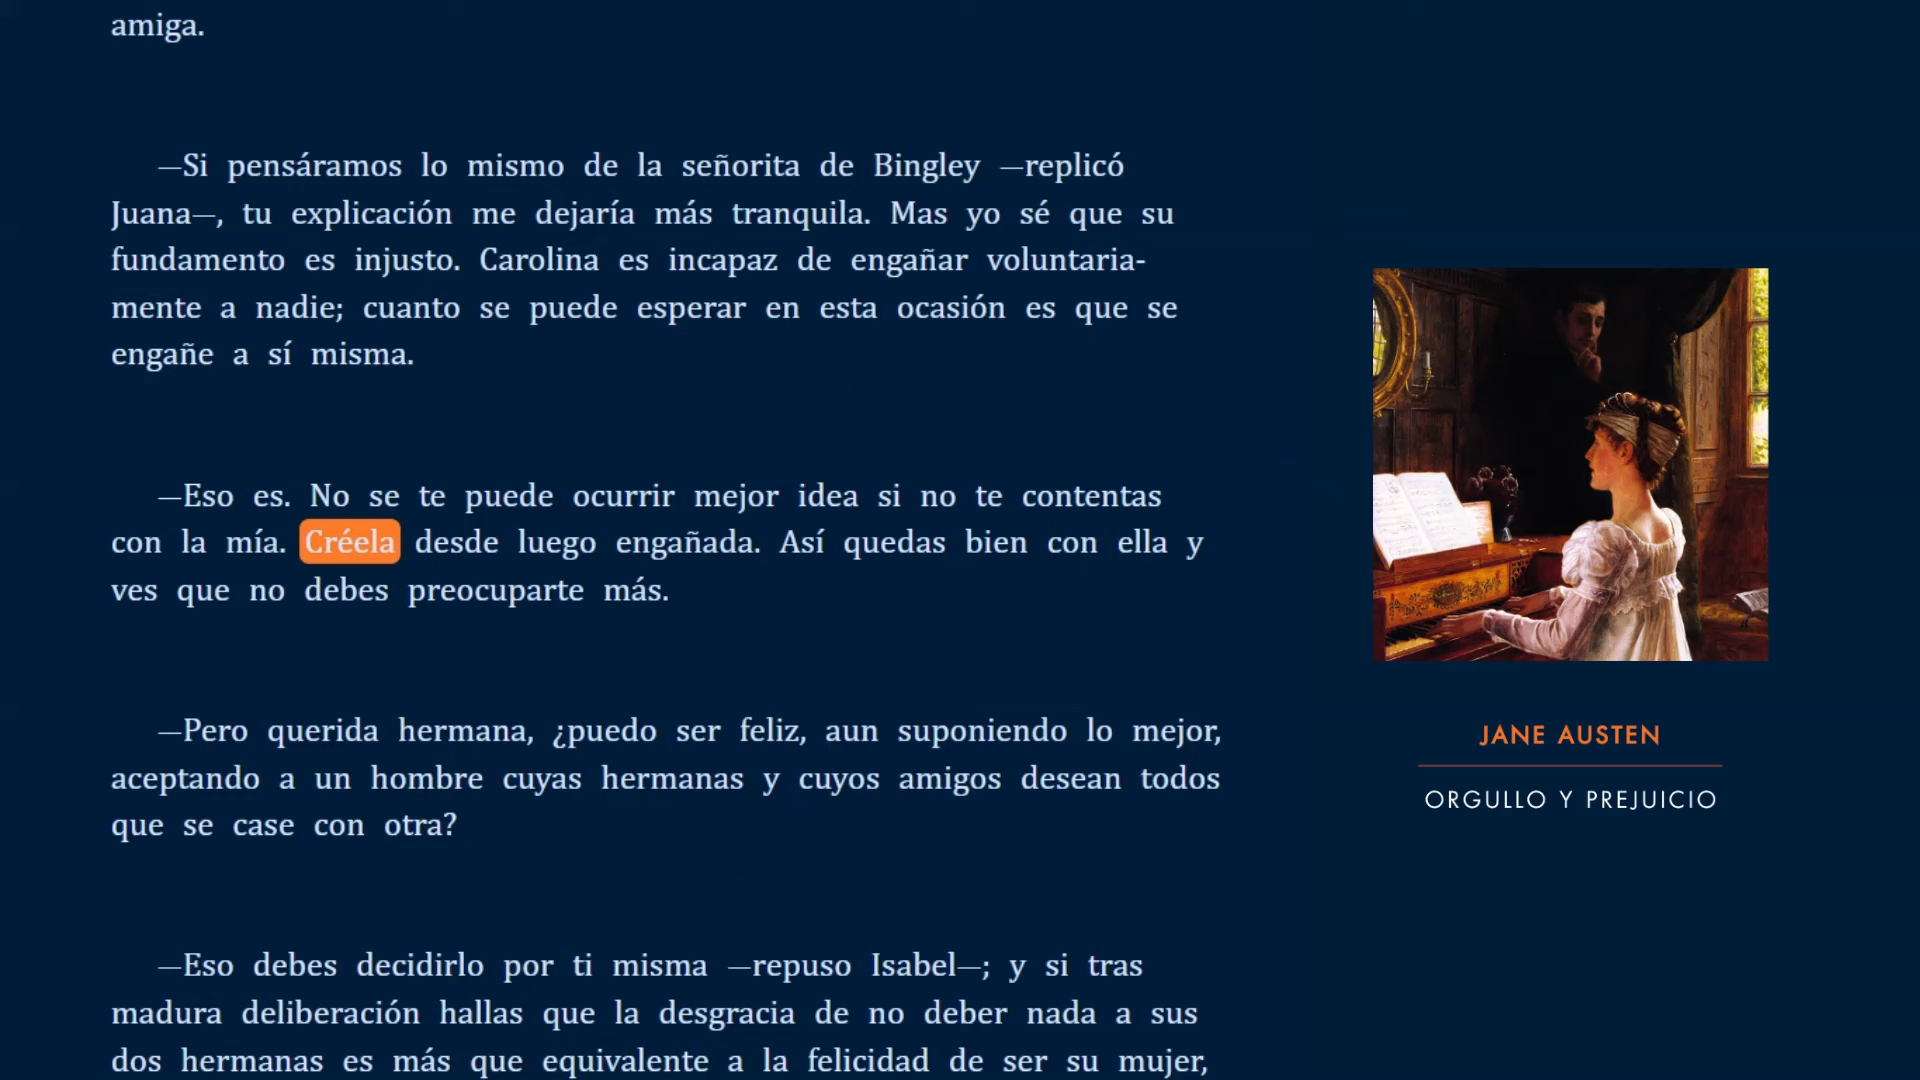 amiga.
—Si pensáramos lo mismo de la señorita de Bingley —replicó
Juana—, tu explicación me dejaría más tranquila. Mas yo sé que su
fundamento es injusto. Carolina es incapaz de engañar voluntaria-
mente a nadie; cuanto se puede esperar en esta ocasión es que se
engañe a sí misma.
—Eso es. No se te puede ocurrir mejor idea si no te contentas
con la mía. Créela desde luego engañada. Así quedas bien con ella y
ves que no debes preocuparte más.
—Pero querida hermana, ¿puedo ser feliz, aun suponiendo lo mejor,
aceptando a un hombre cuyas hermanas y cuyos amigos desean todos
que se case con otra?
—Eso debes decidirlo por ti misma —repuso Isabel—; y si tras
madura deliberación hallas que la desgracia de no deber nada a sus
dos hermanas es más que equivalente a la felicidad de ser su mujer,
JANE AUSTEN
ORGULLO Y PREJUICIO